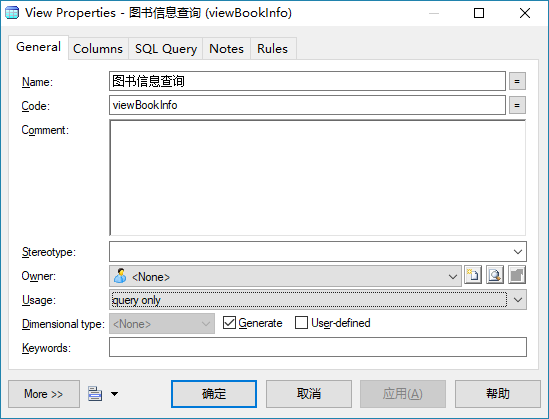 View Properties - 图书信息查询 (viewBookInfo)
General Columns SQL Query Notes Rules
Name: 图书信息查询 =
Code: viewBookInfo =
Comment:
Stereotype:
Owner: <None>
Usage: query only
Dimensional type: <None> Generate User-defined
Keywords:
More >> 确定 取消 应用(A) 帮助